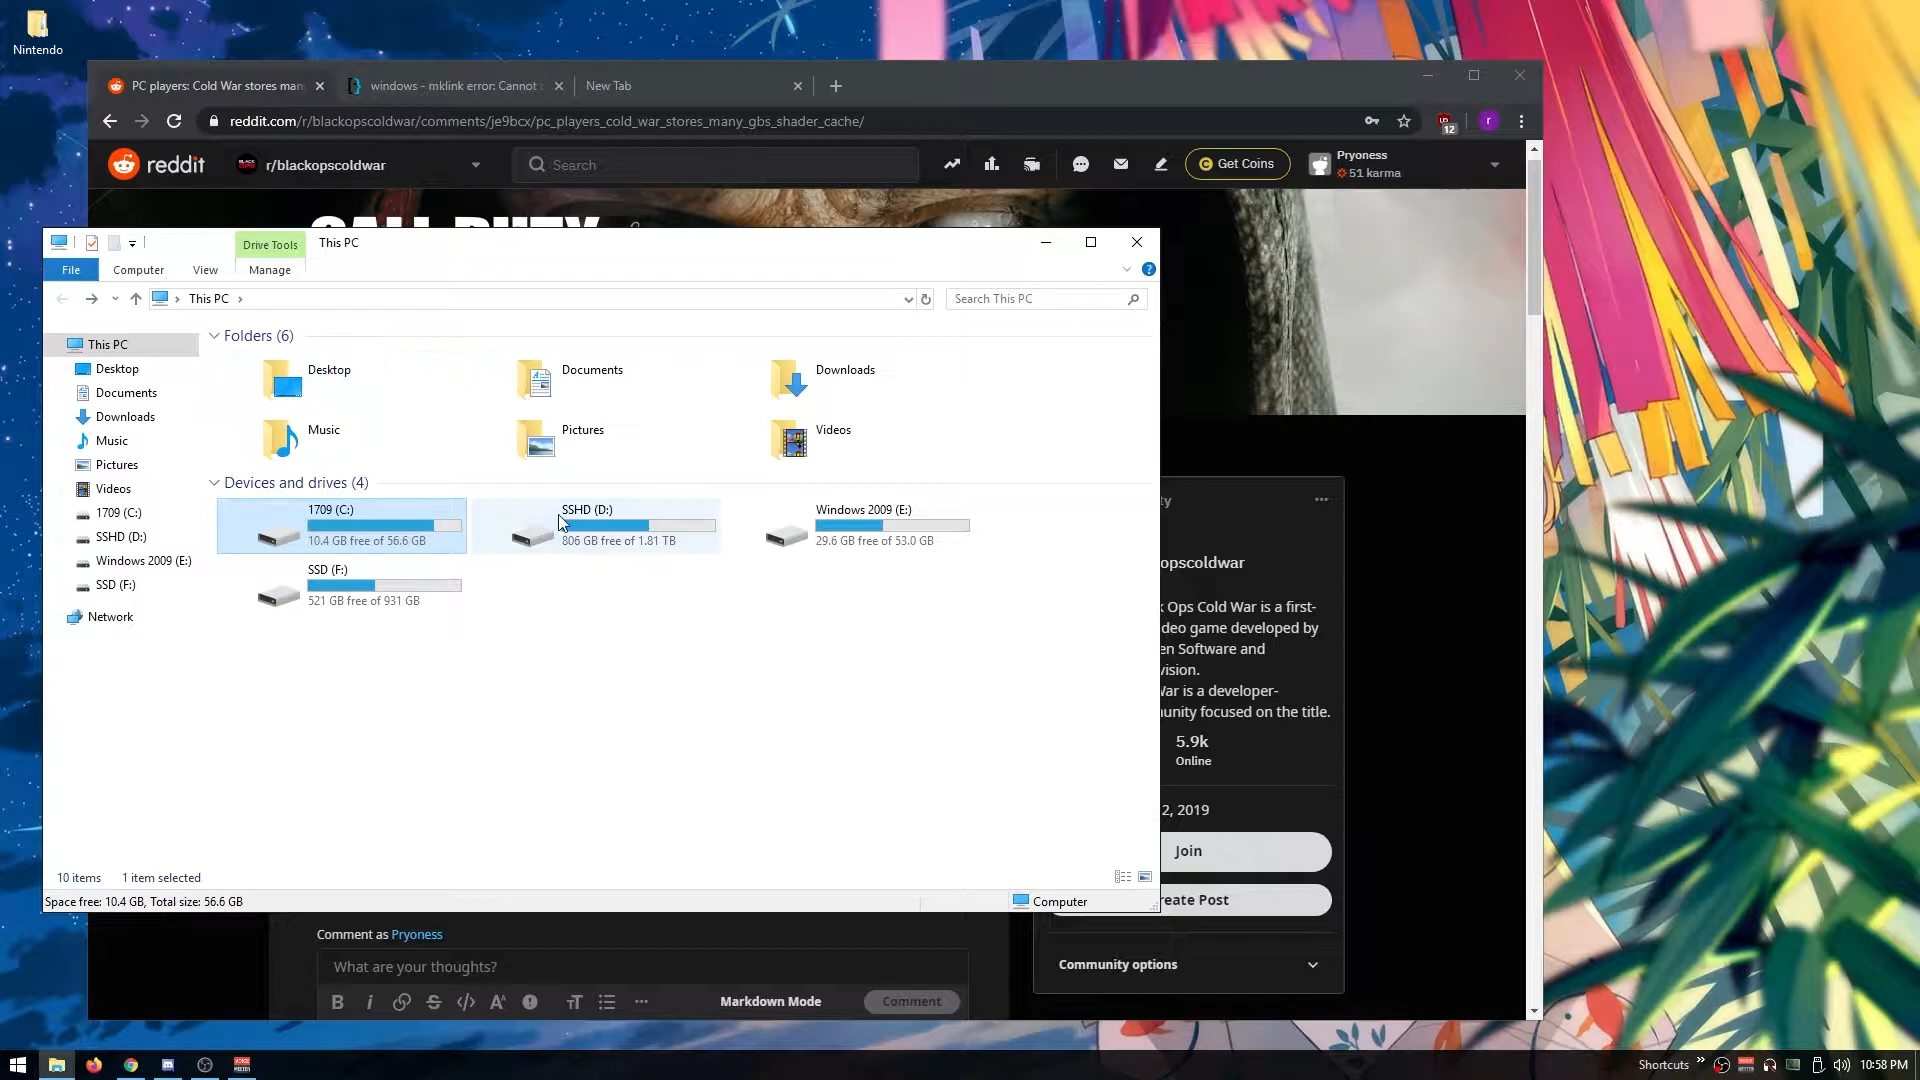 Nintendo
PC players: Cold War stores man
windows - mklink error: Cannot
New Tab
reddit.com/r/blackopscoldwar/comments/je9bcx/pc_players_cold_war_stores_many_gbs_shader_cache/
12
r
reddit
r/blackopscoldwar
Search
Get Coins
Pryoness
51 karma
Drive Tools
This PC
File
Computer
View
Manage
This PC
Search This PC
This PC
Desktop
Documents
Downloads
Music
Pictures
Videos
1709 (C:)
SSHD (D:)
Windows 2009 (E:)
SSD (F:)
Network
Folders (6)
Desktop
Documents
Downloads
Music
Pictures
Videos
Devices and drives (4)
1709 (C:)
10.4 GB free of 56.6 GB
SSHD (D:)
806 GB free of 1.81 TB
Windows 2009 (E:)
29.6 GB free of 53.0 GB
SSD (F:)
521 GB free of 931 GB
10 items
1 item selected
Space free: 10.4 GB, Total size: 56.6 GB
Computer
ty
opscoldwar
k Ops Cold War is a first-
deo game developed by
en Software and
vision.
War is a developer-
unity focused on the title.
5.9k
Online
2, 2019
Join
reate Post
Community options
Comment as Pryoness
What are your thoughts?
Markdown Mode
Comment
Shortcuts
10:58 PM